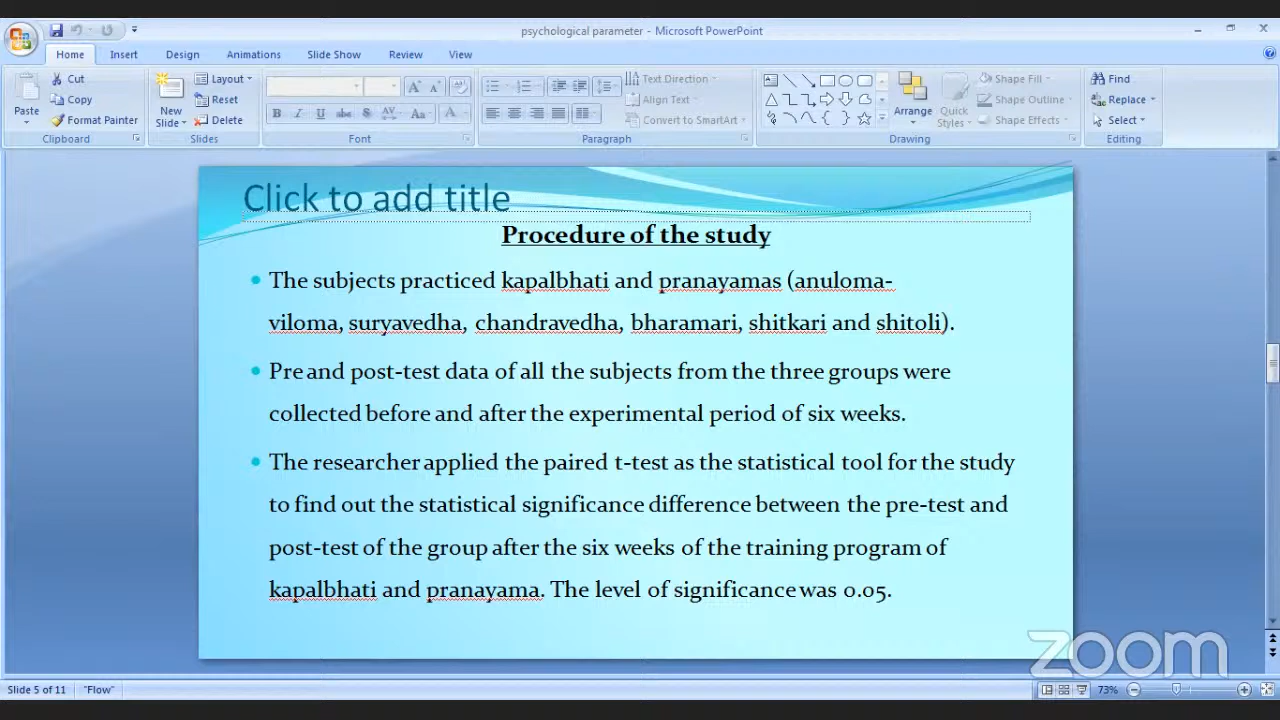 psychological parameter - Microsoft PowerPoint
Home Insert Design Animations Slide Show Review View
Cut Layout Text Direction Shape Fill Find
Copy Reset Align Text Shape Outline Replace
Paste Format Painter New Slide Delete B I U abc S AV Aa A Convert to SmartArt Arrange Quick Styles Shape Effects Select
Clipboard Slides Font Paragraph Drawing Editing
Click to add title
Procedure of the study
The subjects practiced kapalbhati and pranayamas (anuloma-
viloma, suryavedha, chandravedha, bharamari, shitkari and shitoli).
Pre and post-test data of all the subjects from the three groups were
collected before and after the experimental period of six weeks.
The researcher applied the paired t-test as the statistical tool for the study
to find out the statistical significance difference between the pre-test and
post-test of the group after the six weeks of the training program of
kapalbhati and pranayama. The level of significance was 0.05.
zoom
Slide 5 of 11 "Flow" 73%